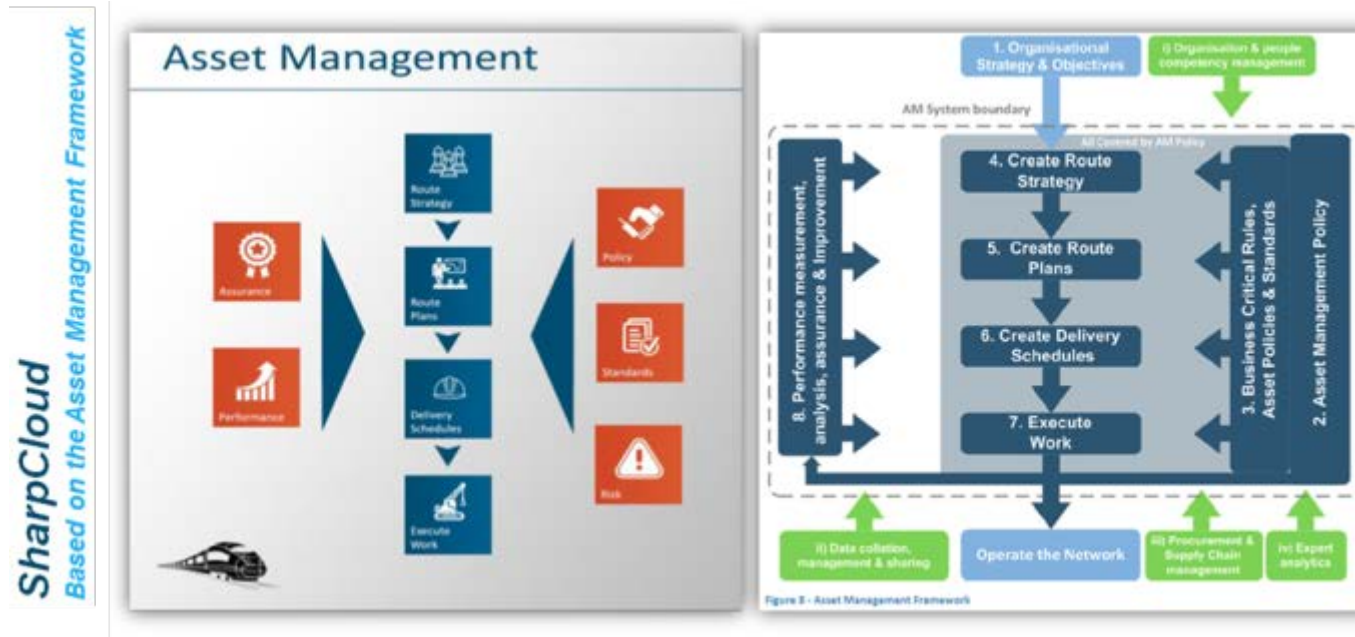 SharpCloud
Based on the Asset Management Framework
Asset Management
Route
Strategy
Route
Plans
Delivery
Schedules
Execute
Work
Assurance
Performance
Policy
Standards
Risk
1. Organisational
Strategy & Objectives
i) Organisation & people
competency management
AM System boundary
All Covered by AM Policy
4. Create Route
Strategy
5. Create Route
Plans
6. Create Delivery
Schedules
7. Execute
Work
8. Performance measurement,
analysis, assurance & Improvement
3. Business Critical Rules,
Asset Policies & Standards
2. Asset Management Policy
ii) Data collation,
management & sharing
Operate the Network
iii) Procurement &
Supply Chain
management
iv) Expert
analytics
Figure 8 - Asset Management Framework